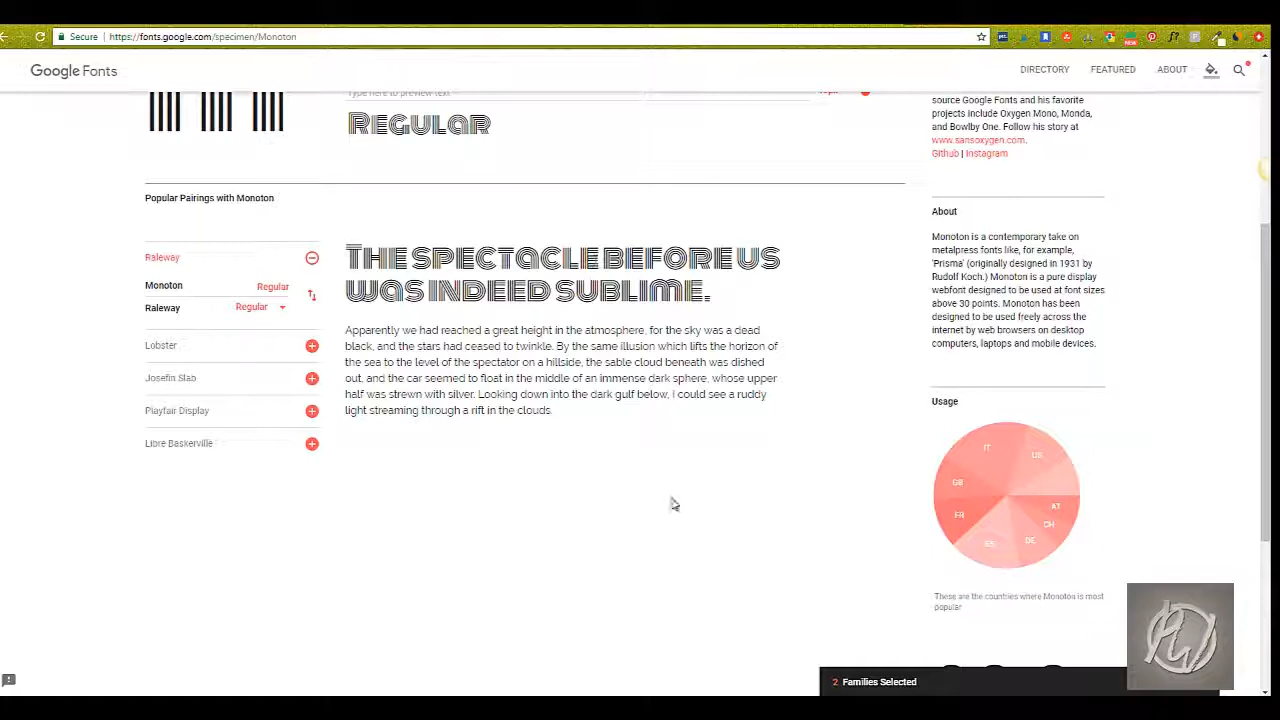 Secure https://fonts.google.com/specimen/Monoton
Google Fonts
DIRECTORY FEATURED ABOUT
Type here to preview text
REGULAR
source Google Fonts and his favorite
projects include Oxygen Mono, Monda,
and Bowlby One. Follow his story at
www.sansoxygen.com.
Github | Instagram
Popular Pairings with Monoton
Raleway
Monoton Regular
Raleway Regular
Lobster
Josefin Slab
Playfair Display
Libre Baskerville
THE SPECTACLE BEFORE US
WAS INDEED SUBLIME.
Apparently we had reached a great height in the atmosphere, for the sky was a dead
black, and the stars had ceased to twinkle. By the same illusion which lifts the horizon of
the sea to the level of the spectator on a hillside, the sable cloud beneath was dished
out, and the car seemed to float in the middle of an immense dark sphere, whose upper
half was strewn with silver. Looking down into the dark gulf below, I could see a ruddy
light streaming through a rift in the clouds.
About
Monoton is a contemporary take on
metalpress fonts like, for example,
'Prisma' (originally designed in 1931 by
Rudolf Koch.) Monoton is a pure display
webfont designed to be used at font sizes
above 30 points. Monoton has been
designed to be used freely across the
internet by web browsers on desktop
computers, laptops and mobile devices.
Usage
IT
US
GB
FR
AT
CH
DE
ES
These are the countries where Monoton is most
popular
2 Families Selected